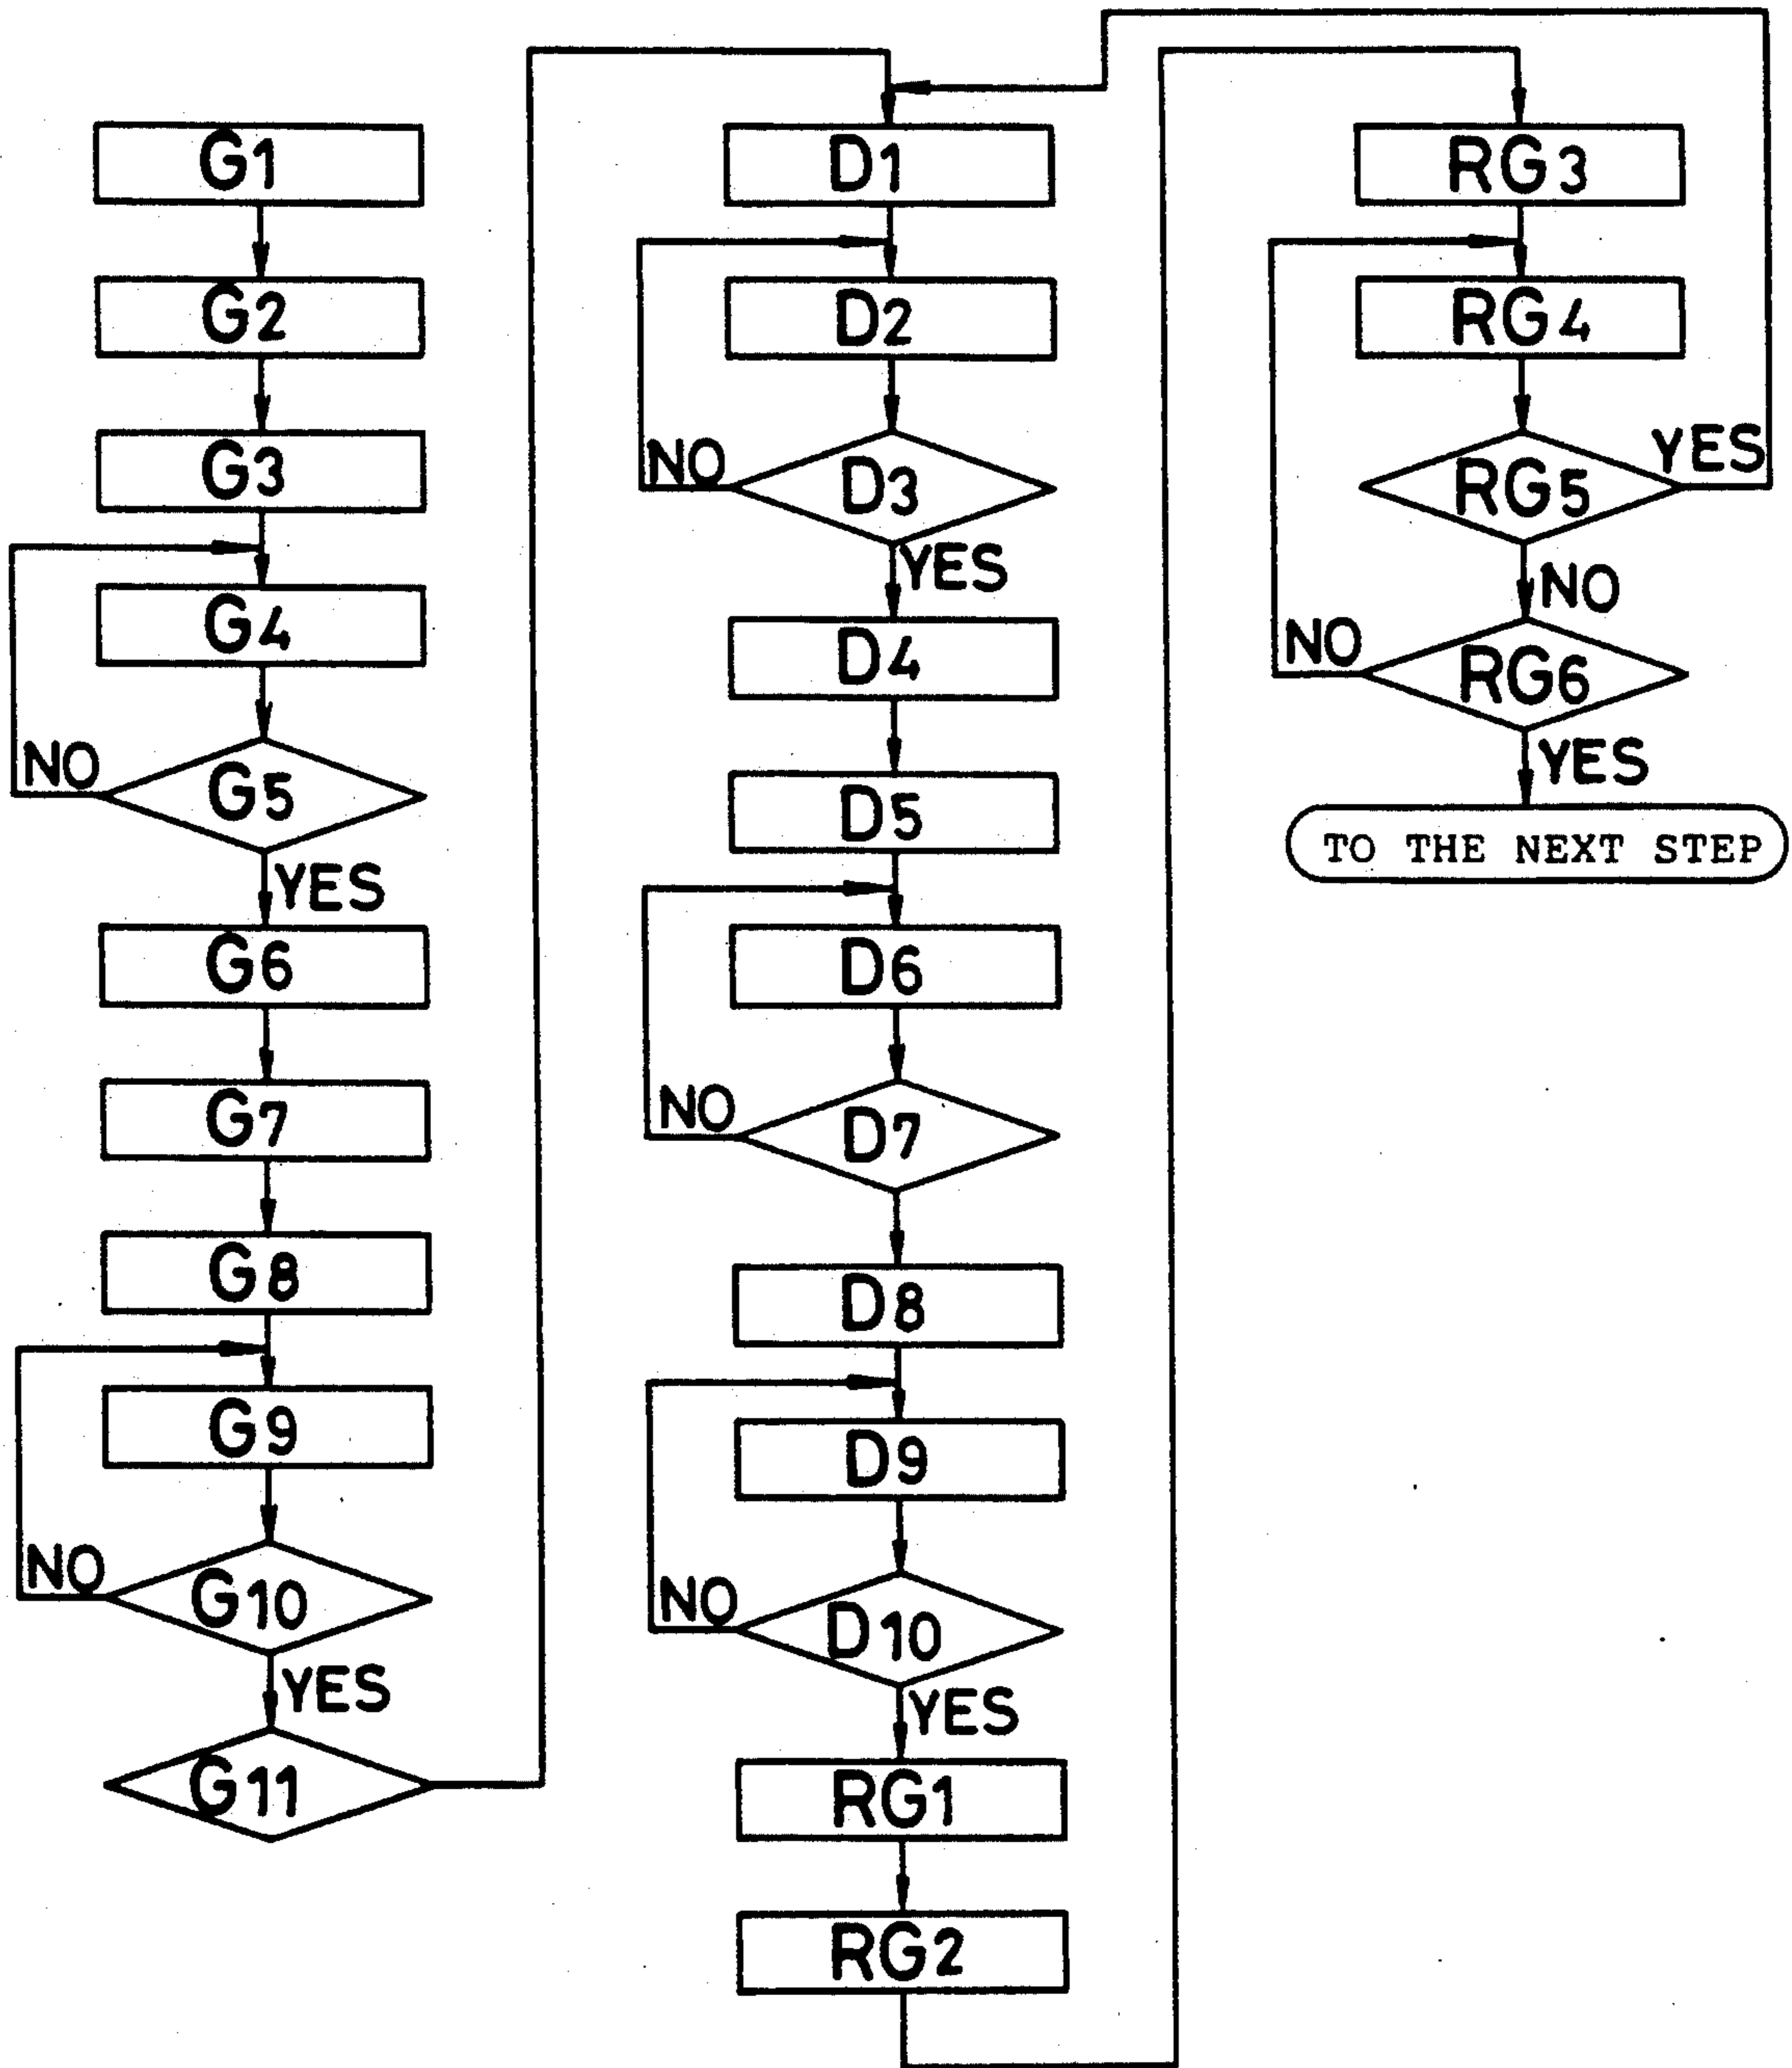 G1
G2
G3
G4
NO
G5
YES
G6
G7
G8
G9
NO
G10
YES
G11
D1
D2
NO
D3
YES
D4
D5
D6
NO
D7
D8
D9
NO
D10
YES
RG1
RG2
RG3
RG4
YES
RG5
NO
NO
RG6
YES
TO THE NEXT STEP